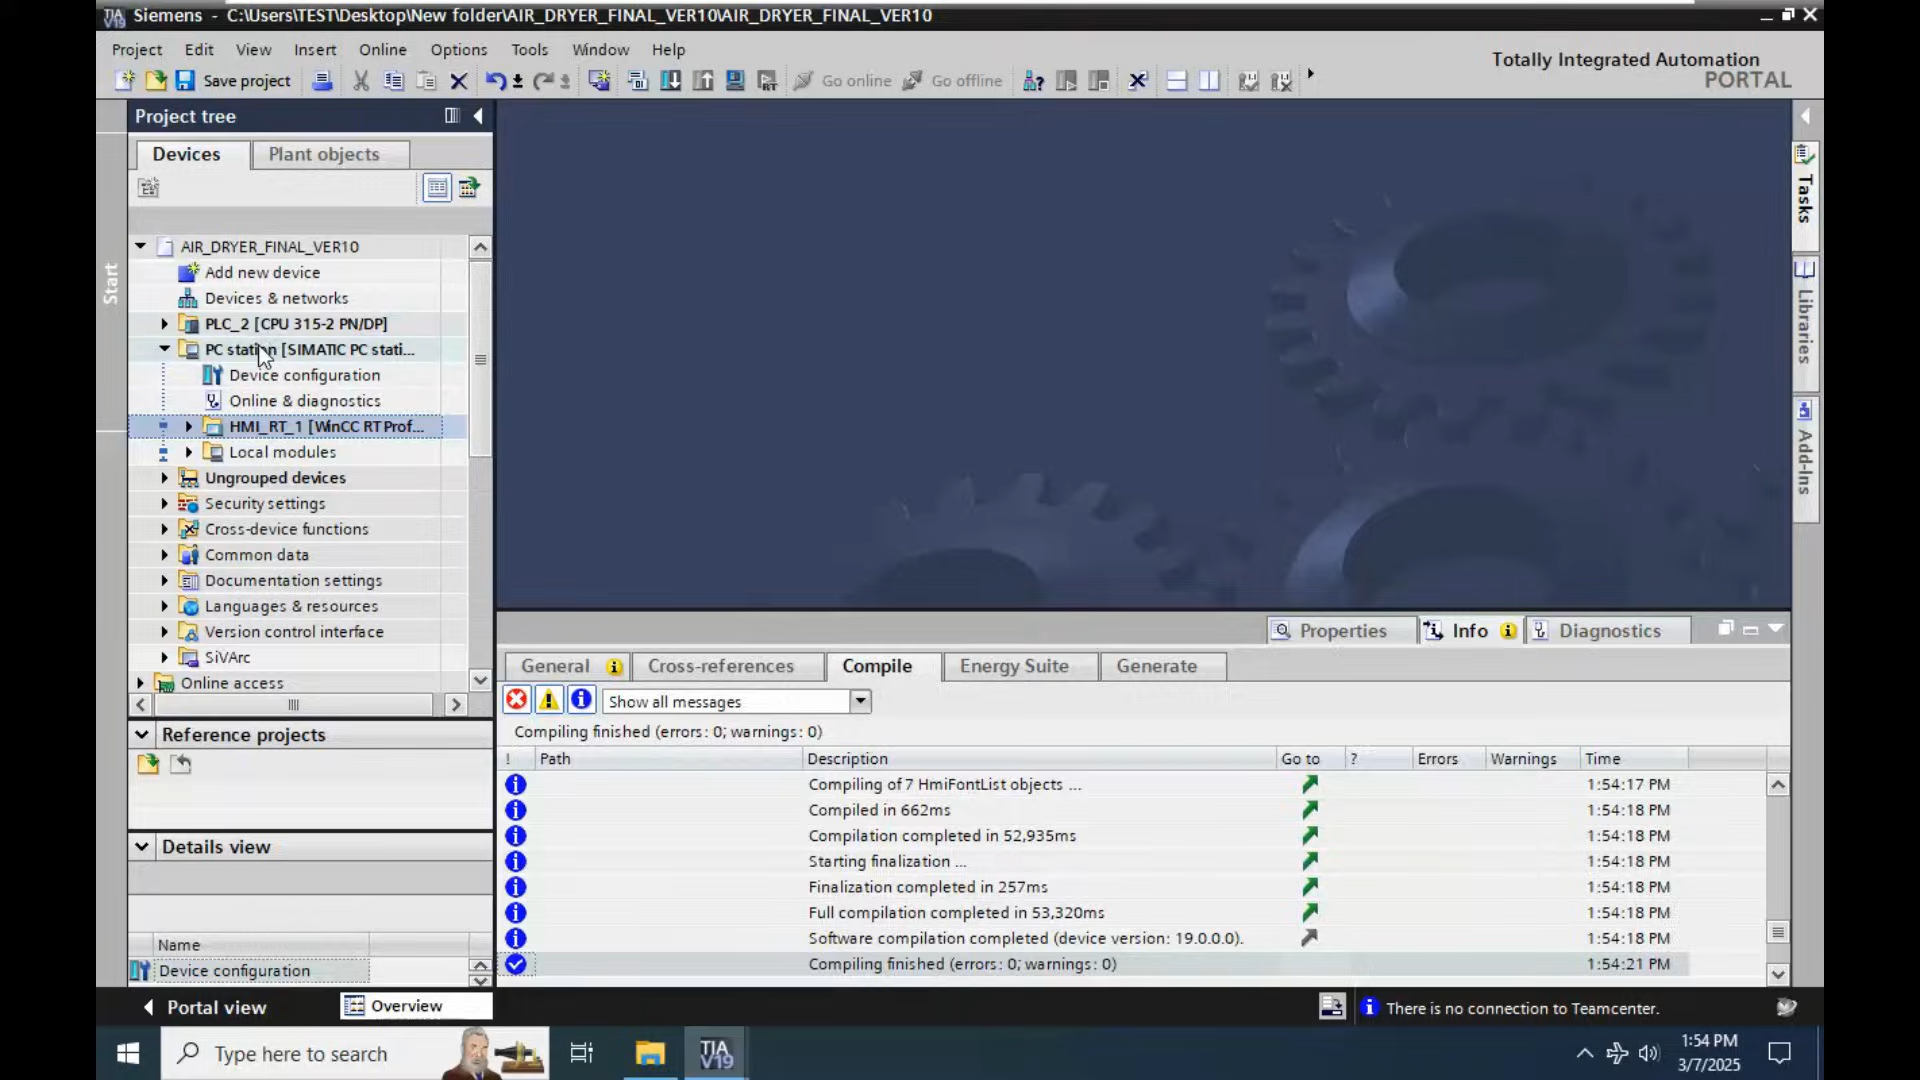 Siemens - C:\Users\TEST\Desktop\New folder\AIR_DRYER_FINAL_VER10\AIR_DRYER_FINAL_VER10
Project Edit View Insert Online Options Tools Window Help
Totally Integrated Automation
PORTAL
Save project
Go online
Go offline
Project tree
Devices
Plant objects
Start
AIR_DRYER_FINAL_VER10
Add new device
Devices & networks
PLC_2 [CPU 315-2 PN/DP]
PC station [SIMATIC PC stati...
Device configuration
Online & diagnostics
HMI_RT_1 [WinCC RT Prof...
Local modules
Ungrouped devices
Security settings
Cross-device functions
Common data
Documentation settings
Languages & resources
Version control interface
SiVArc
Online access
Reference projects
Details view
Name
Device configuration
Tasks
Libraries
Add-Ins
Properties
Info
Diagnostics
General
Cross-references
Compile
Energy Suite
Generate
Show all messages
Compiling finished (errors: 0; warnings: 0)
! Path Description Go to ? Errors Warnings Time
Compiling of 7 HmiFontList objects ... 1:54:17 PM
Compiled in 662ms 1:54:18 PM
Compilation completed in 52,935ms 1:54:18 PM
Starting finalization ... 1:54:18 PM
Finalization completed in 257ms 1:54:18 PM
Full compilation completed in 53,320ms 1:54:18 PM
Software compilation completed (device version: 19.0.0.0). 1:54:18 PM
Compiling finished (errors: 0; warnings: 0) 1:54:21 PM
Portal view
Overview
There is no connection to Teamcenter.
Type here to search
TIA
V19
1:54 PM
3/7/2025